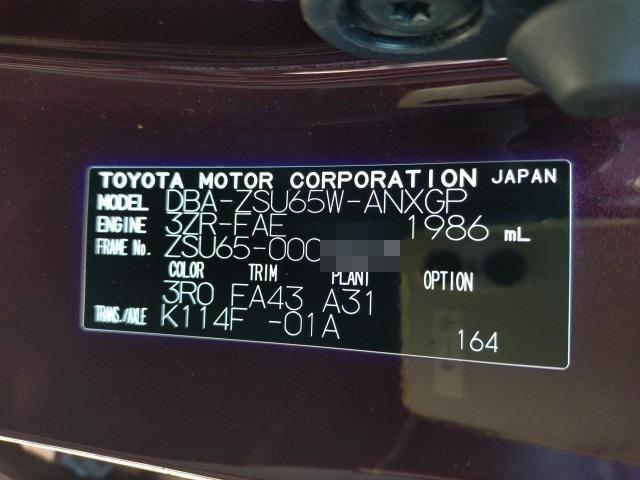 TOYOTA MOTOR CORPORATION JAPAN
MODEL DBA-ZSU65W-ANXGP
ENGINE 3ZR-FAE 1986 mL
FRAME No. ZSU65-000
COLOR TRIM PLANT OPTION
3R0 FA43 A31
TRANS./AXLE K114F -01A 164